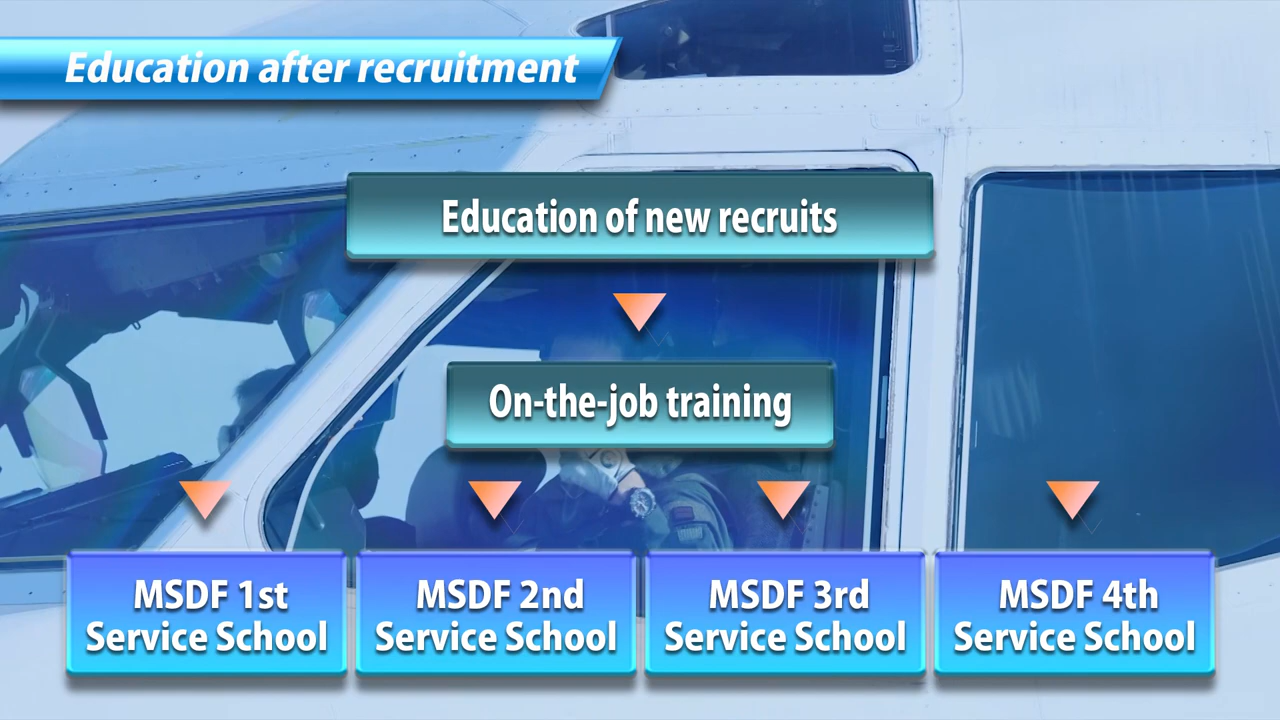 Education after recruitment
Education of new recruits
On-the-job training
MSDF 1st
Service School
MSDF 2nd
Service School
MSDF 3rd
Service School
MSDF 4th
Service School